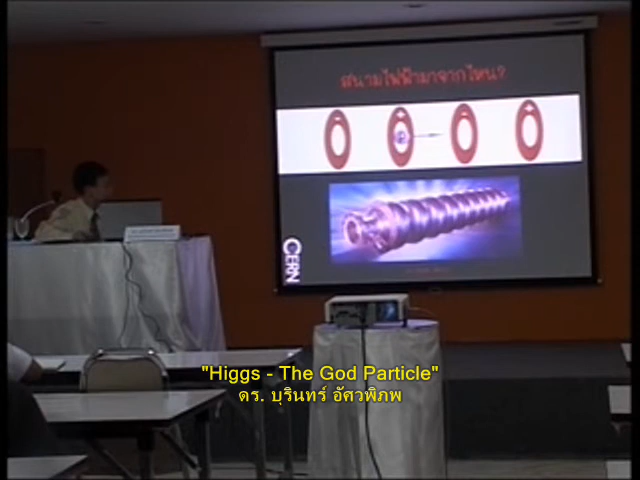 สนามไฟฟ้ามาจากไหน?
CERN
"Higgs - The God Particle"
ดร. บุรินทร์ อัศวพิภพ